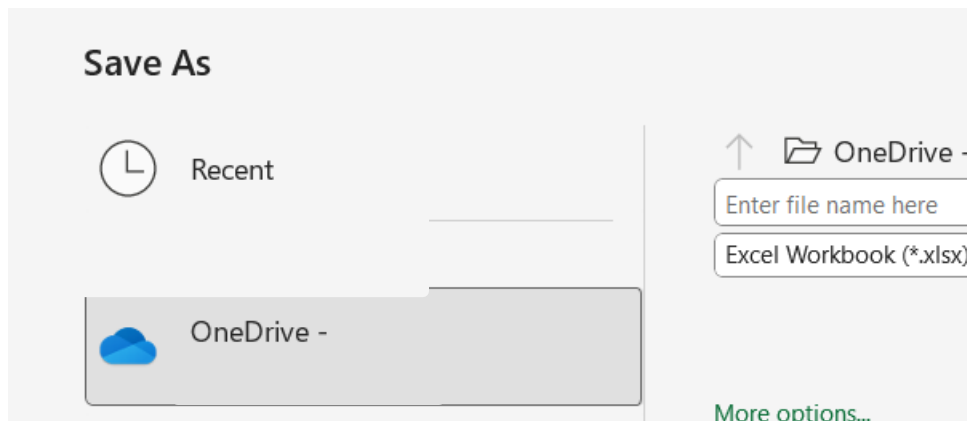 Save As
Recent
OneDrive -
OneDrive -
Enter file name here
Excel Workbook (*.xlsx)
More options...